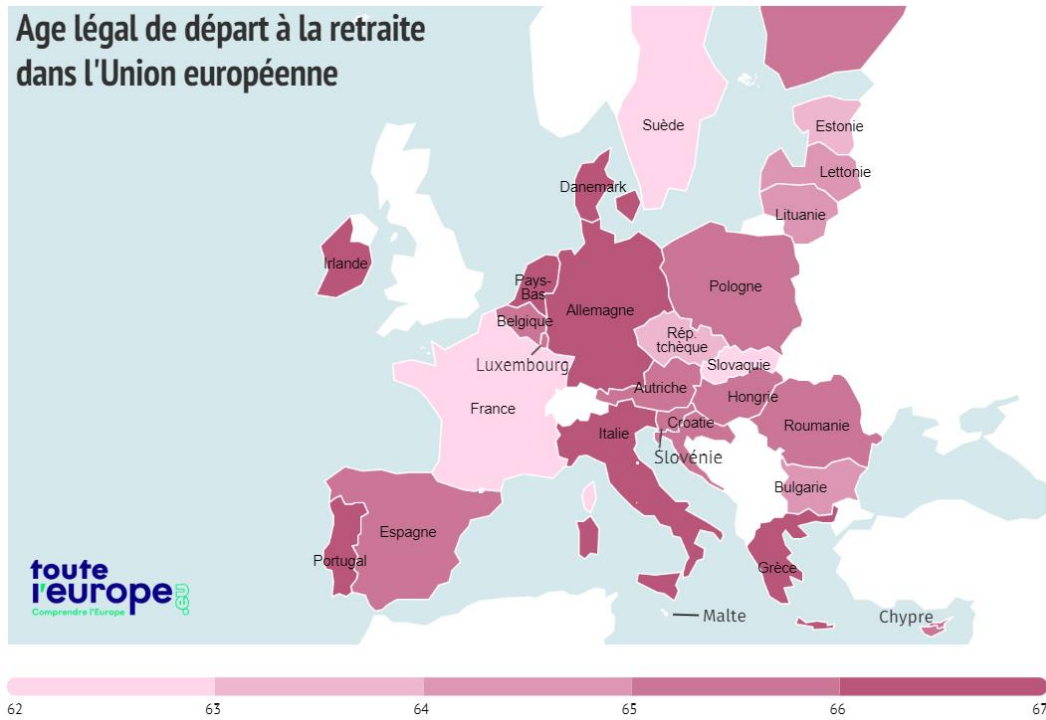 Age légal de départ à la retraite
dans l'Union européenne
Suède
Estonie
Lettonie
Lituanie
Danemark
Irlande
Pays-
Bas
Allemagne
Pologne
Belgique
Rép.
tchèque
Luxembourg
Slovaquie
Autriche
Hongrie
France
Roumanie
Italie
Croatie
Slovénie
Bulgarie
Espagne
Portugal
Grèce
toute
l'europe.eu
Comprendre l'Europe
Malte
Chypre
62 63 64 65 66 67